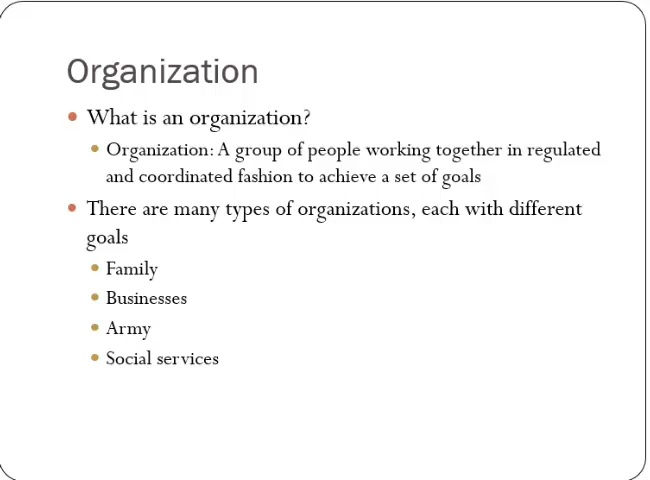 Organization
What is an organization?
Organization: A group of people working together in regulated
and coordinated fashion to achieve a set of goals
There are many types of organizations, each with different
goals
Family
Businesses
Army
Social services